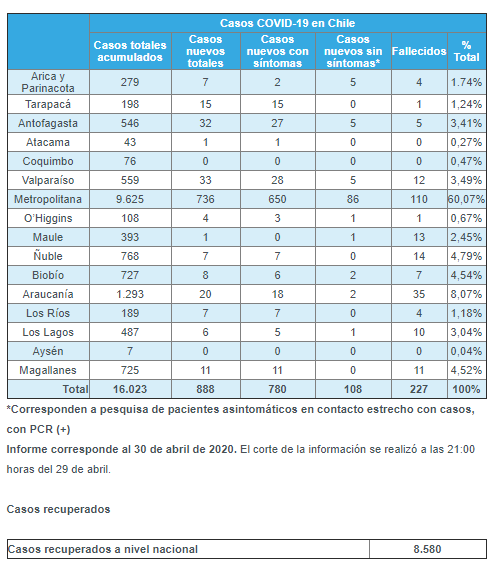 Casos COVID-19 en Chile
Casos totales acumulados Casos nuevos totales Casos nuevos con síntomas Casos nuevos sin síntomas* Fallecidos % Total
Arica y Parinacota 279 7 2 5 4 1.74%
Tarapacá 198 15 15 0 1 1,24%
Antofagasta 546 32 27 5 5 3,41%
Atacama 43 1 1 0 0 0,27%
Coquimbo 76 0 0 0 0 0,47%
Valparaíso 559 33 28 5 12 3,49%
Metropolitana 9.625 736 650 86 110 60,07%
O'Higgins 108 4 3 1 1 0,67%
Maule 393 1 0 1 13 2,45%
Ñuble 768 7 7 0 14 4,79%
Biobío 727 8 6 2 7 4,54%
Araucanía 1.293 20 18 2 35 8,07%
Los Ríos 189 7 7 0 4 1,18%
Los Lagos 487 6 5 1 10 3,04%
Aysén 7 0 0 0 0 0,04%
Magallanes 725 11 11 0 11 4,52%
Total 16.023 888 780 108 227 100%
*Corresponden a pesquisa de pacientes asintomáticos en contacto estrecho con casos,
con PCR (+)
Informe corresponde al 30 de abril de 2020. El corte de la información se realizó a las 21:00
horas del 29 de abril.
Casos recuperados
Casos recuperados a nivel nacional 8.580